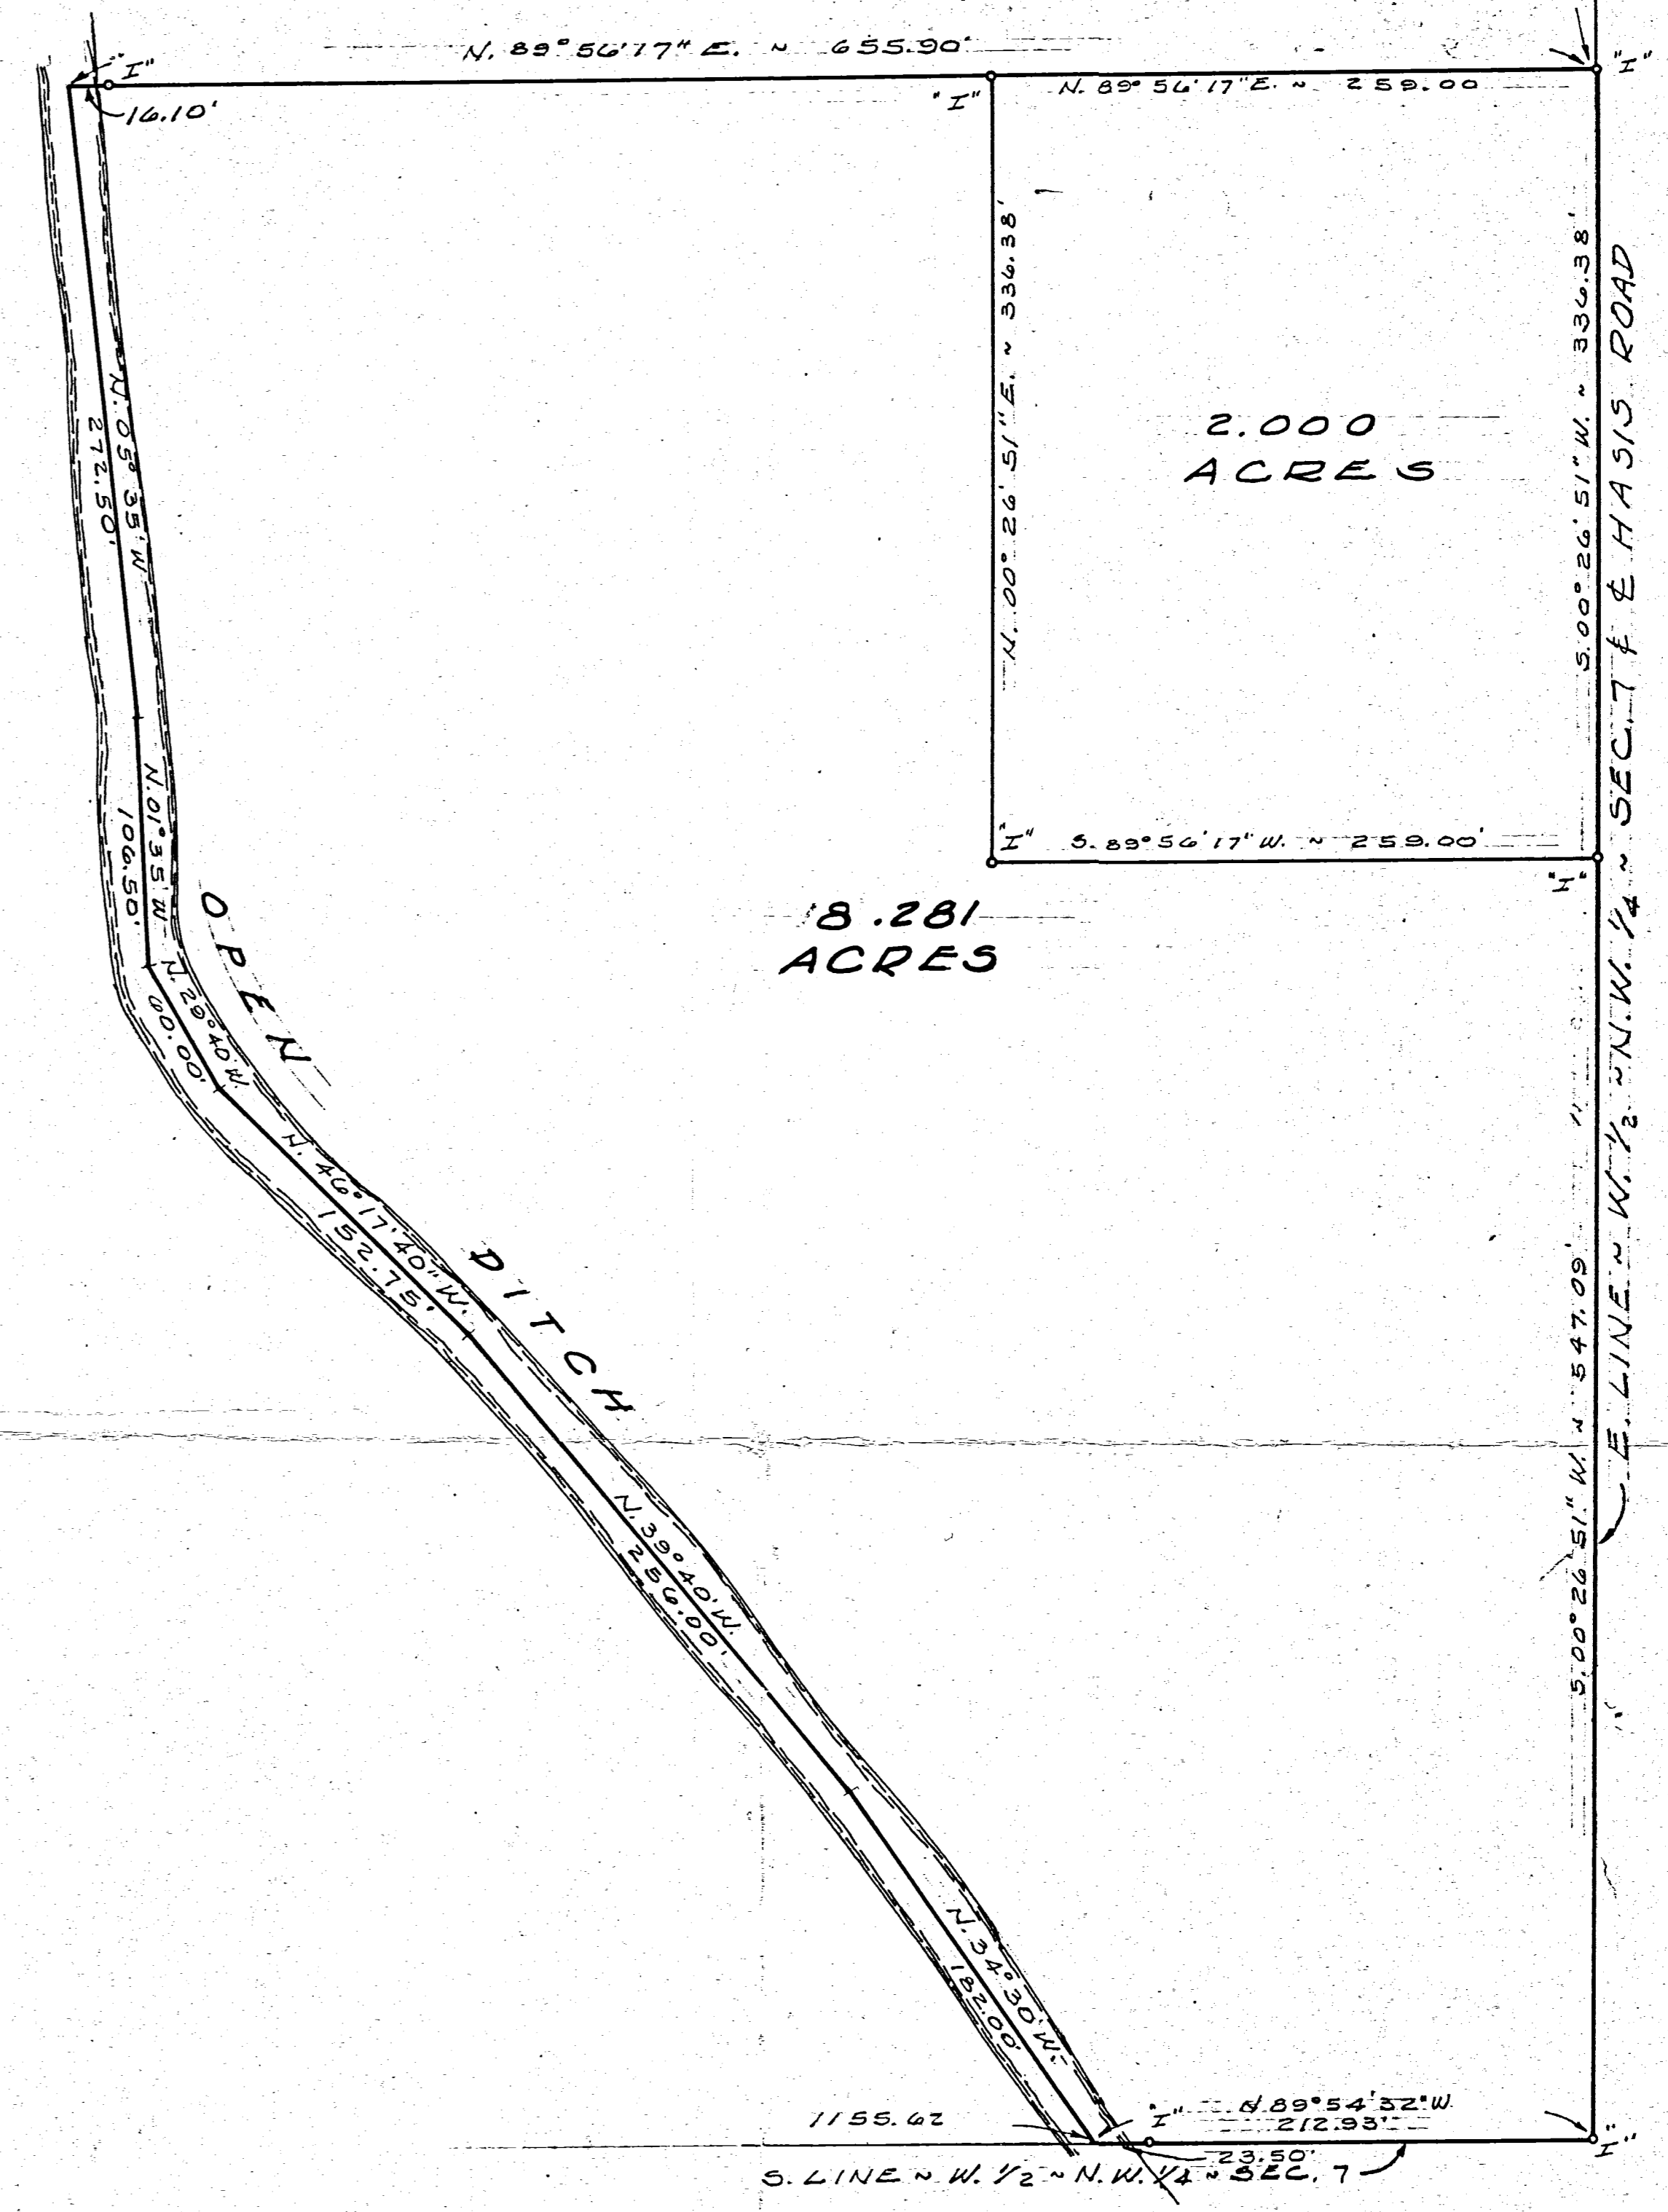 N. 89° 56' 17" E. ~ 655.90'
"I"
"I"
16.10'
"I"
N. 89° 56' 17" E. ~ 259.00
N. 05° 35' W
272.50'
N. 00° 26' 51" E. ~ 336.38'
2.000
ACRES
S. 00° 26' 51" W. ~ 336.38'
E. LINE ~ W. 1/2 ~ N.W. 1/4 ~ SEC. 7 & ℄ HASIS ROAD
N. 01° 35' W
106.50'
"I"
S. 89° 56' 17" W. ~ 259.00'
"I"
8.281
ACRES
OPEN
DITCH
N. 29° 40' W.
60.00'
N. 46° 17' 40" W.
152.75'
S. 00° 26' 51" W. ~ 547.09'
N. 39° 40' W.
256.00'
N. 34° 30' W.
182.00'
1155.62
"I"
N 89° 54' 32" W
212.93'
"I"
23.50'
S. LINE ~ W. 1/2 ~ N.W. 1/4 ~ SEC. 7